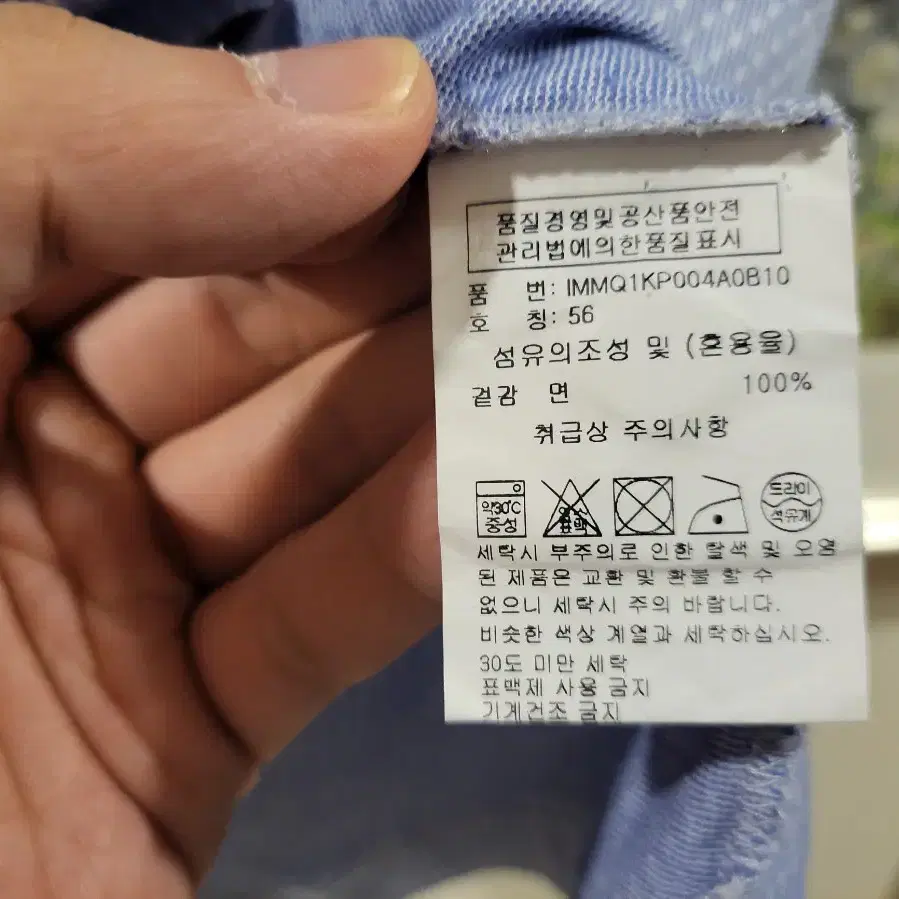 품질경영및공산품안전
관리법에의한품질표시
품 번: IMMQ1KP004A0B10
호 칭: 56
섬유의조성 및 (혼용율)
겉감 면 100%
취급상 주의사항
약30℃
중성
염소
표백
드라이
석유계
세탁시 부주의로 인한 탈색 및 오염
된 제품은 교환 및 환불 할 수
없으니 세탁시 주의 바랍니다.
비슷한 색상 계열과 세탁하십시오.
30도 미만 세탁
표백제 사용 금지
기계건조 금지